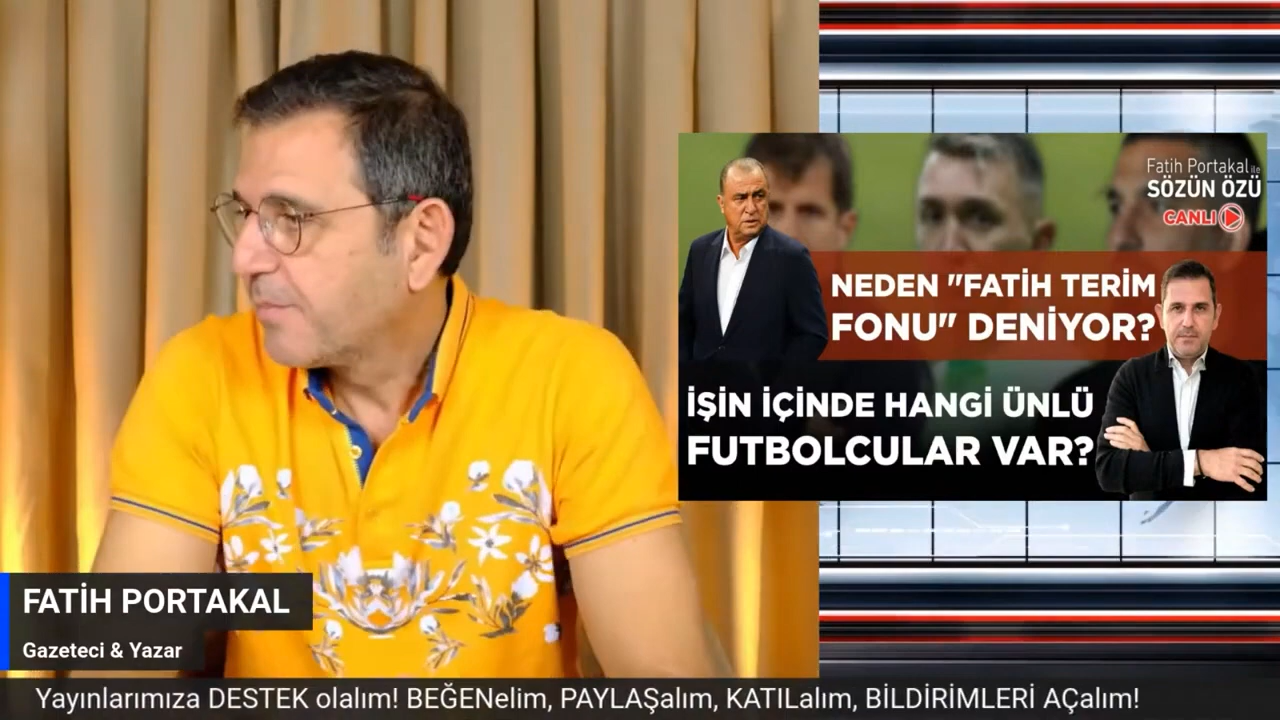 Fatih Portakal ile
SÖZÜN ÖZÜ
CANLI
NEDEN "FATİH TERİM
FONU" DENİYOR?
İŞİN İÇİNDE HANGİ ÜNLÜ
FUTBOLCULAR VAR?
FATİH PORTAKAL
Gazeteci & Yazar
Yayınlarımıza DESTEK olalım! BEĞENelim, PAYLAŞalım, KATILalım, BİLDİRİMLERİ AÇalım!